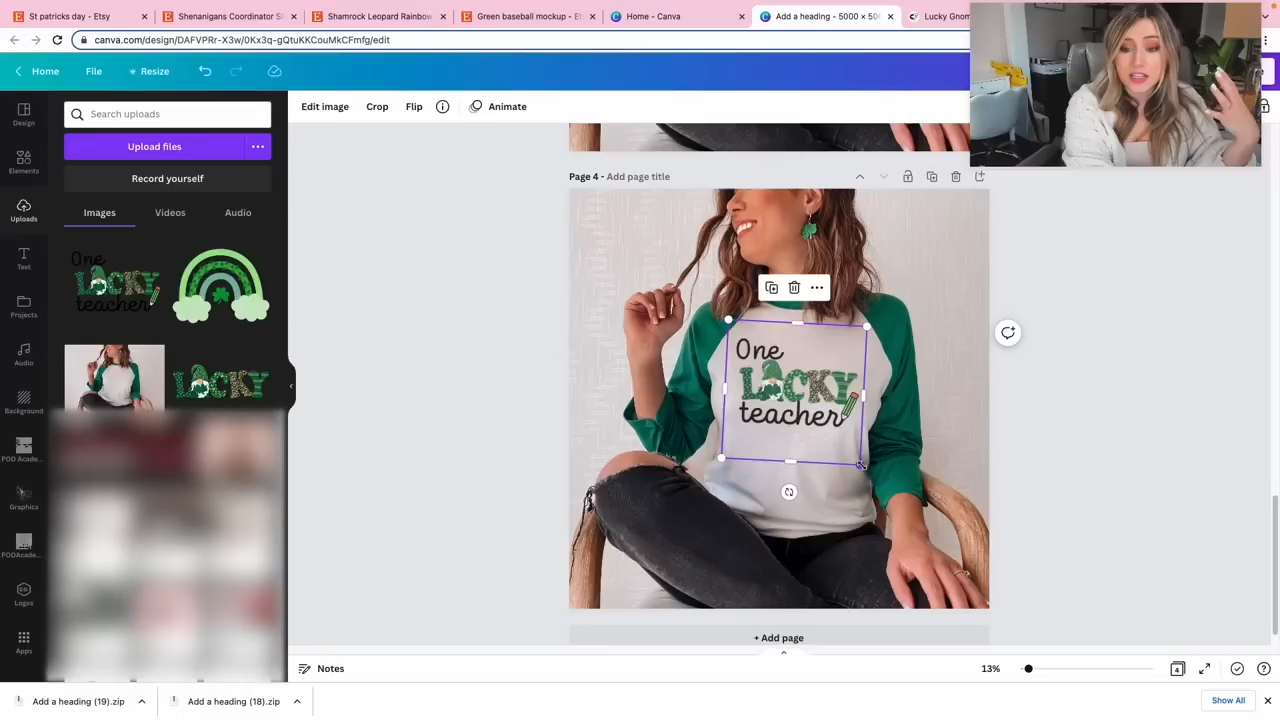 St patricks day - Etsy
Shenanigans Coordinator S
Shamrock Leopard Rainbow
Green baseball mockup - Ets
Home - Canva
Add a heading - 5000 × 50
Lucky Gnom
canva.com/design/DAFVPRr-X3w/0Kx3q-gQtuKKCouMkCFmfg/edit
Home
File
Resize
Design
Elements
Uploads
Text
Projects
Audio
Background
POD Acade...
Graphics
PODAcade...
Logos
Apps
Search uploads
Upload files
Record yourself
Images
Videos
Audio
One
LUCKY
teacher
LUCKY
Edit image
Crop
Flip
Animate
Page 4 - Add page title
One
LUCKY
teacher
+ Add page
Notes
13%
4
Add a heading (19).zip
Add a heading (18).zip
Show All